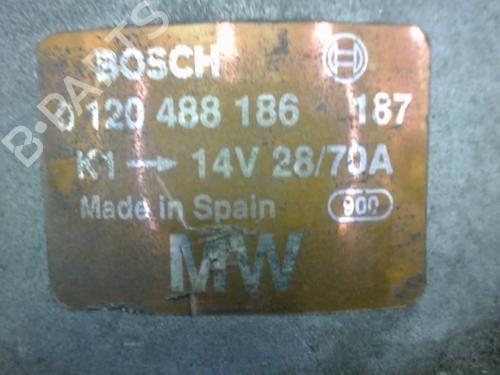 B-PARTS
BOSCH
0 120 488 186 187
K1 → 14V 28/70A
Made in Spain 900
MW